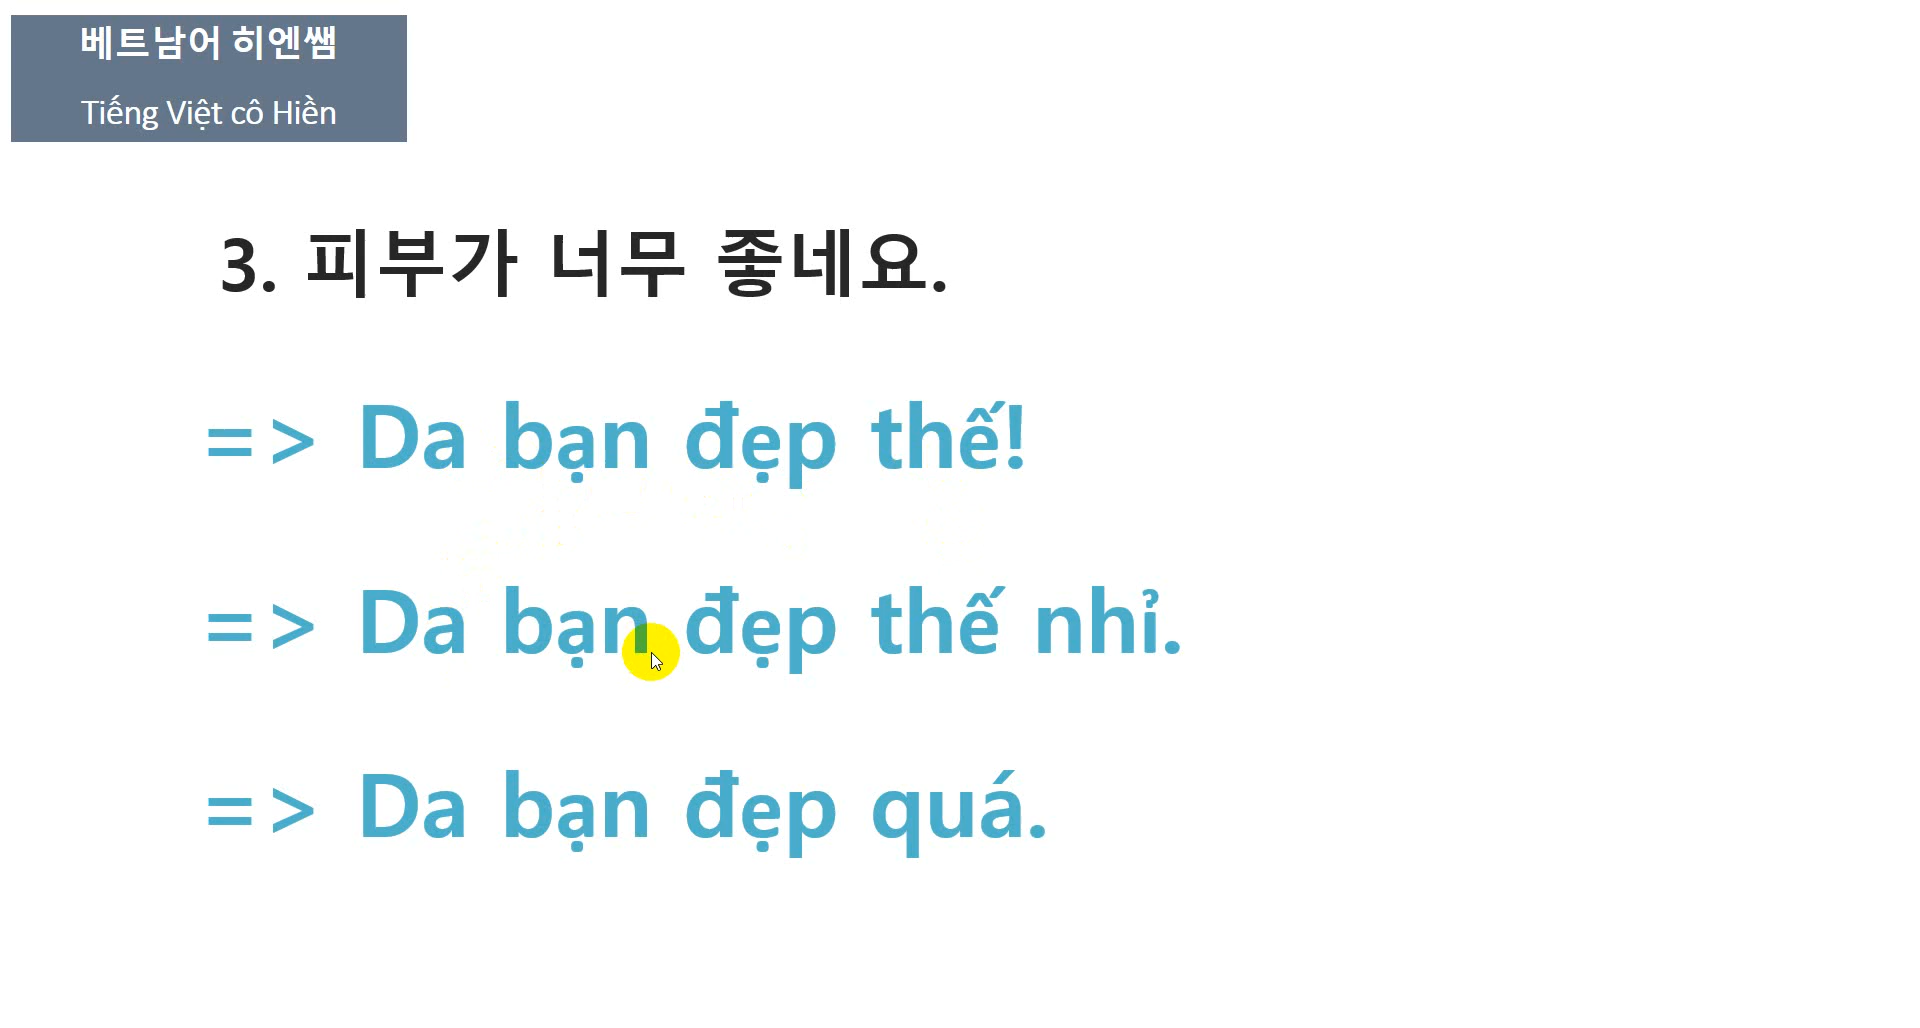 베트남어 히엔쌤
Tiếng Việt cô Hiền
3. 피부가 너무 좋네요.
=> Da bạn đẹp thế!
=> Da bạn đẹp thế nhỉ.
=> Da bạn đẹp quá.